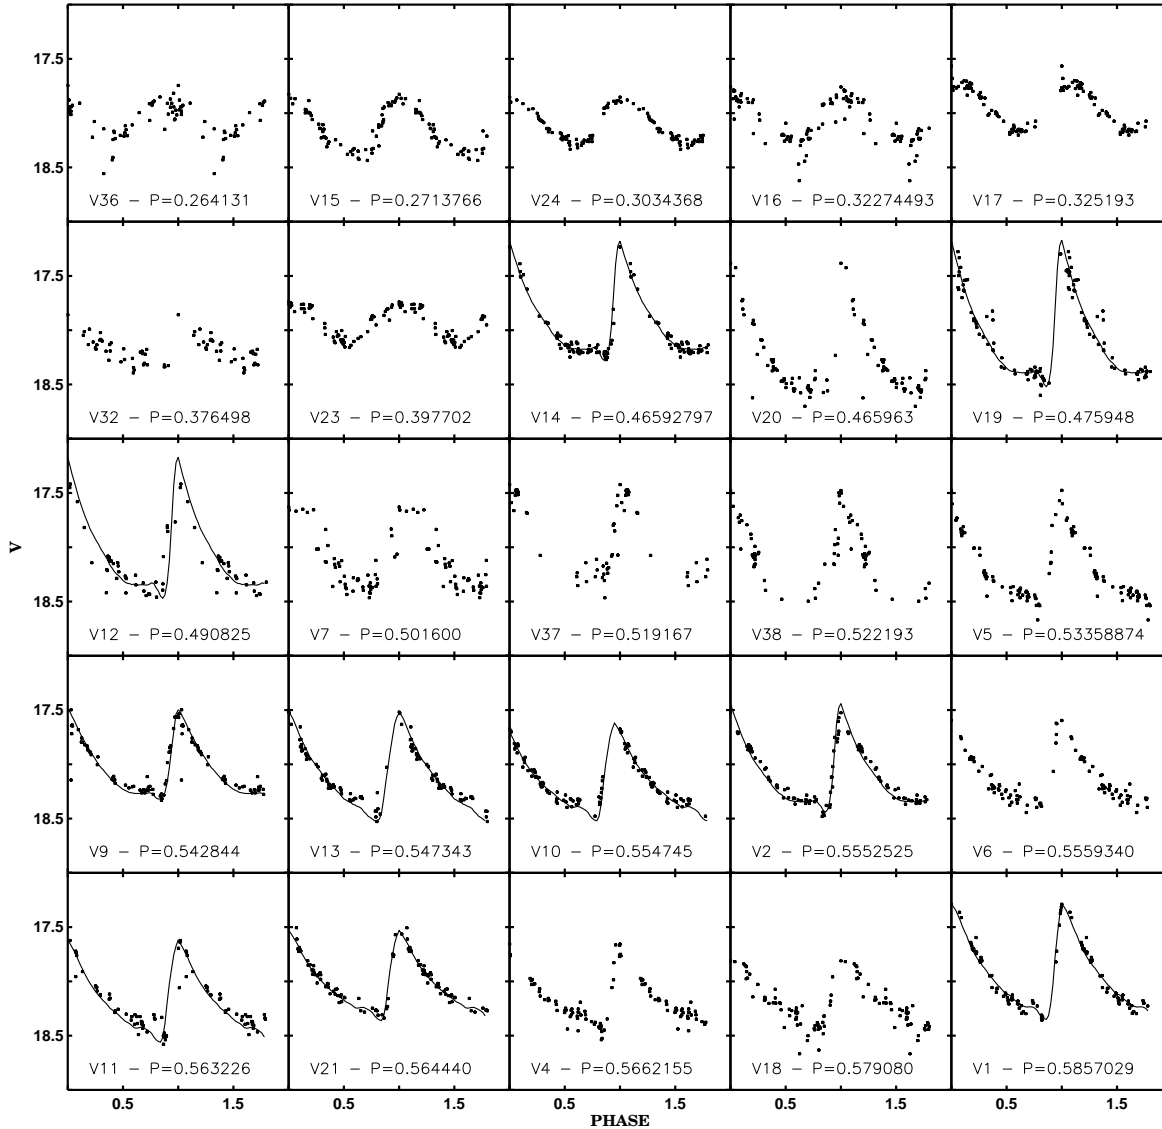 17.5
18.5
V36 – P=0.264131
V15 – P=0.2713766
V24 – P=0.3034368
V16 – P=0.32274493
V17 – P=0.325193
17.5
18.5
V32 – P=0.376498
V23 – P=0.397702
V14 – P=0.46592797
V20 – P=0.465963
V19 – P=0.475948
17.5
V
18.5
V12 – P=0.490825
V7 – P=0.501600
V37 – P=0.519167
V38 – P=0.522193
V5 – P=0.53358874
17.5
18.5
V9 – P=0.542844
V13 – P=0.547343
V10 – P=0.554745
V2 – P=0.5552525
V6 – P=0.5559340
17.5
18.5
V11 – P=0.563226
V21 – P=0.564440
V4 – P=0.5662155
V18 – P=0.579080
V1 – P=0.5857029
0.5 1.5 0.5 1.5 0.5 1.5 0.5 1.5 0.5 1.5
PHASE